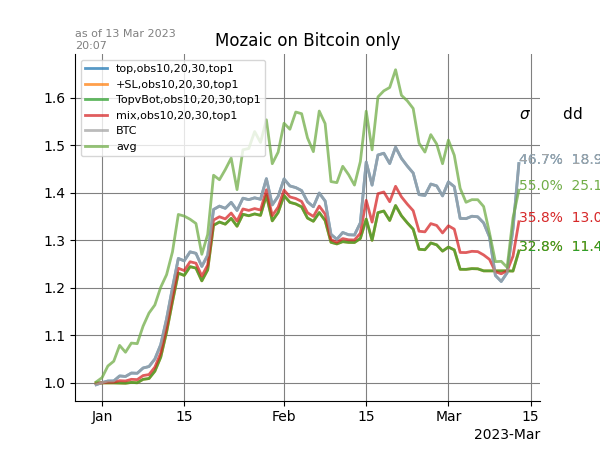 as of 13 Mar 2023
20:07
Mozaic on Bitcoin only
top,obs10,20,30,top1
+SL,obs10,20,30,top1
TopvBot,obs10,20,30,top1
mix,obs10,20,30,top1
BTC
avg
σ dd
46.7% 18.9
55.0% 25.1
35.8% 13.0
32.8% 11.4
1.6
1.5
1.4
1.3
1.2
1.1
1.0
Jan 15 Feb 15 Mar 15
2023-Mar